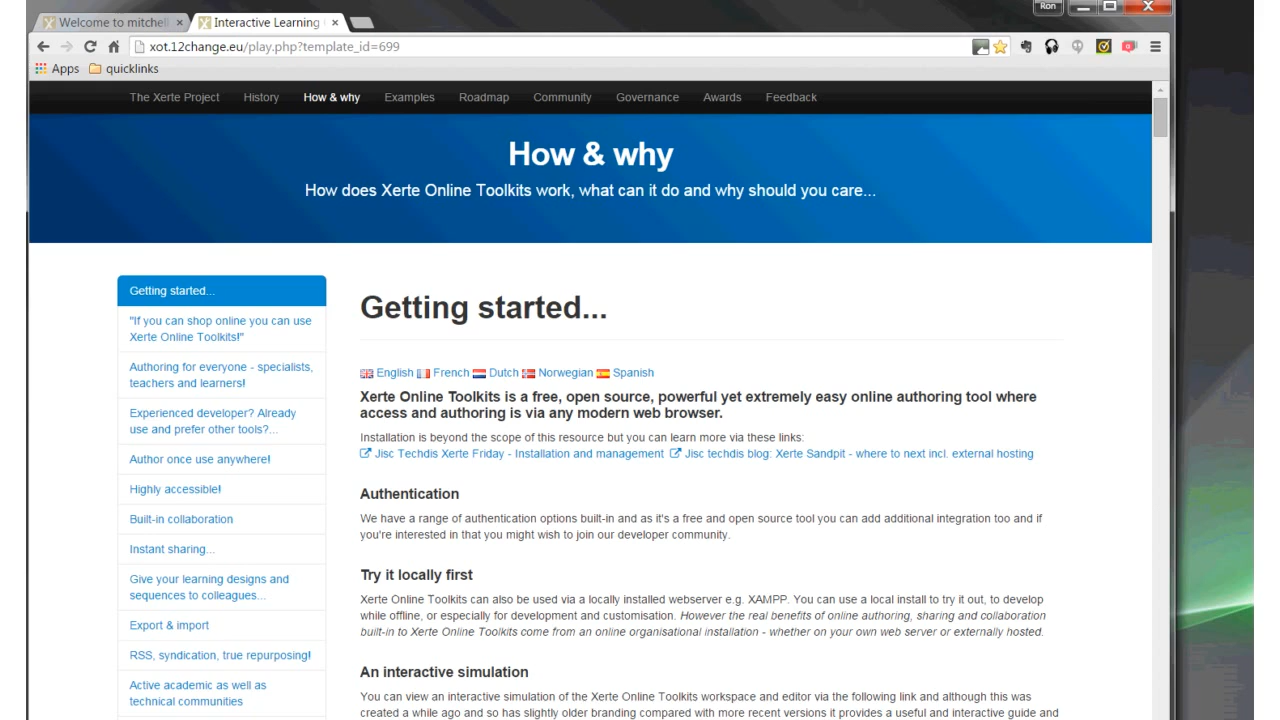 Ron
Welcome to mitchell
Interactive Learning
xot.12change.eu/play.php?template_id=699
Apps quicklinks
The Xerte Project History How & why Examples Roadmap Community Governance Awards Feedback
How & why
How does Xerte Online Toolkits work, what can it do and why should you care...
Getting started...
"If you can shop online you can use
Xerte Online Toolkits!"
Authoring for everyone - specialists,
teachers and learners!
Experienced developer? Already
use and prefer other tools?...
Author once use anywhere!
Highly accessible!
Built-in collaboration
Instant sharing...
Give your learning designs and
sequences to colleagues...
Export & import
RSS, syndication, true repurposing!
Active academic as well as
technical communities
Getting started...
English French Dutch Norwegian Spanish
Xerte Online Toolkits is a free, open source, powerful yet extremely easy online authoring tool where
access and authoring is via any modern web browser.
Installation is beyond the scope of this resource but you can learn more via these links:
Jisc Techdis Xerte Friday - Installation and management Jisc techdis blog: Xerte Sandpit - where to next incl. external hosting
Authentication
We have a range of authentication options built-in and as it's a free and open source tool you can add additional integration too and if
you're interested in that you might wish to join our developer community.
Try it locally first
Xerte Online Toolkits can also be used via a locally installed webserver e.g. XAMPP. You can use a local install to try it out, to develop
while offline, or especially for development and customisation. However the real benefits of online authoring, sharing and collaboration
built-in to Xerte Online Toolkits come from an online organisational installation - whether on your own web server or externally hosted.
An interactive simulation
You can view an interactive simulation of the Xerte Online Toolkits workspace and editor via the following link and although this was
created a while ago and so has slightly older branding compared with more recent versions it provides a useful and interactive guide and